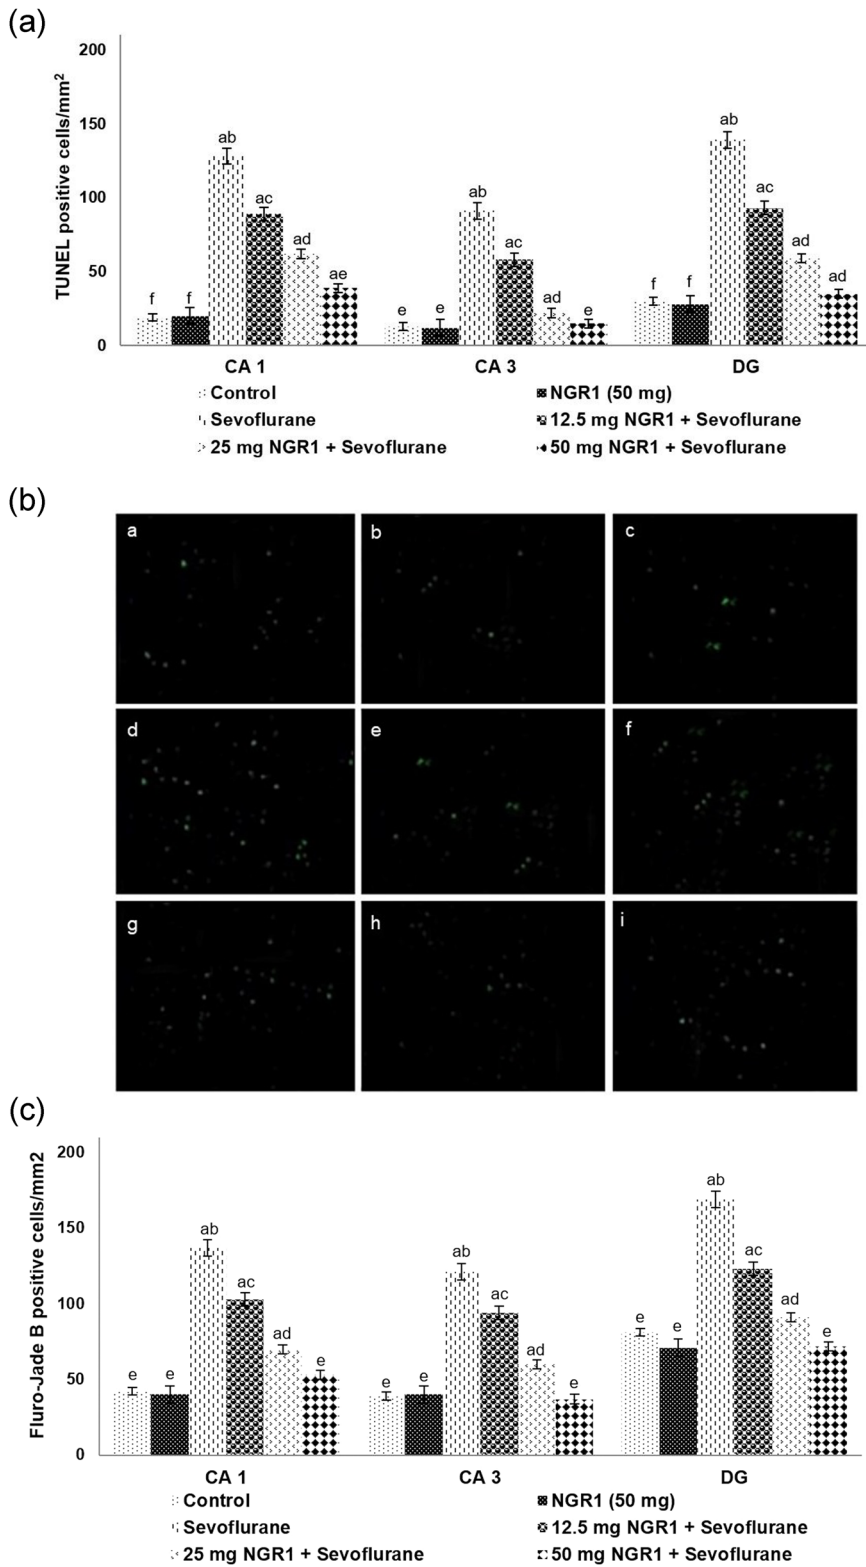 (a)
TUNEL positive cells/mm²
200
150
100
50
0
f f ab ac ad ae
e e ab ac ad e
f f ab ac ad ad
CA 1 CA 3 DG
Control NGR1 (50 mg)
Sevoflurane 12.5 mg NGR1 + Sevoflurane
25 mg NGR1 + Sevoflurane 50 mg NGR1 + Sevoflurane
(b)
a b c
d e f
g h i
(c)
Fluro-Jade B positive cells/mm2
200
150
100
50
0
e e ab ac ad e
e e ab ac ad e
e e ab ac ad e
CA 1 CA 3 DG
Control NGR1 (50 mg)
Sevoflurane 12.5 mg NGR1 + Sevoflurane
25 mg NGR1 + Sevoflurane 50 mg NGR1 + Sevoflurane